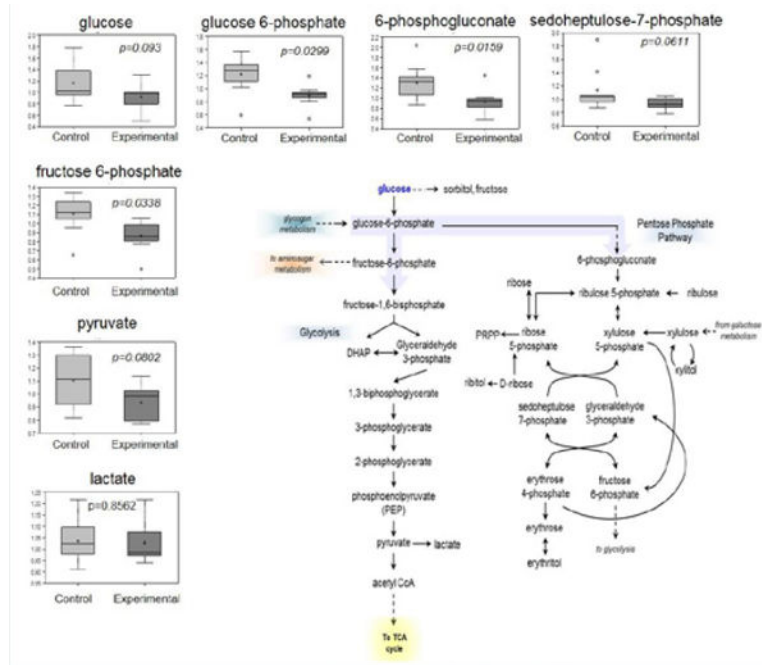 glucose
glucose 6-phosphate
6-phosphogluconate
sedoheptulose-7-phosphate
p=0.093
p=0.0299
p=0.0159
p=0.0611
Control Experimental
Control Experimental
Control Experimental
Control Experimental
fructose 6-phosphate
p=0.0338
Control Experimental
pyruvate
p=0.0802
Control Experimental
lactate
p=0.8562
Control Experimental
glucose
sorbitol, fructose
glycogen
metabolism
glucose-6-phosphate
Pentose Phosphate
Pathway
to aminosugar
metabolism
fructose-6-phosphate
6-phosphogluconate
fructose-1,6-bisphosphate
ribose
ribulose 5-phosphate
ribulose
Glycolysis
DHAP
Glyceraldehyde
3-phosphate
PRPP
ribose
5-phosphate
xylulose
5-phosphate
xylulose
from galactose
metabolism
xylitol
ribitol
D-ribose
1,3-biphosphoglycerate
sedoheptulose
7-phosphate
glyceraldehyde
3-phosphate
3-phosphoglycerate
2-phosphoglycerate
phosphoenolpyruvate
(PEP)
erythrose
4-phosphate
fructose
6-phosphate
pyruvate
lactate
erythrose
to glycolysis
erythritol
acetyl CoA
To TCA
cycle